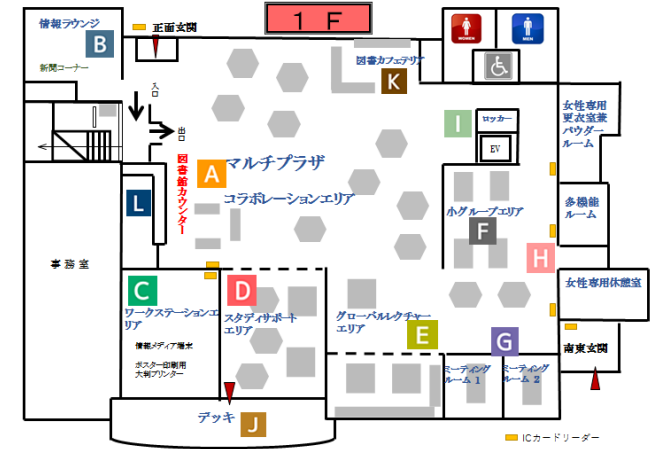 1 F
情報ラウンジ
B
新聞コーナー
正面玄関
入口
出口
図書館カウンター
図書カフェテリア
K
WOMEN
MEN
I
ロッカー
EV
女性専用
更衣室兼
パウダー
ルーム
A
マルチプラザ
コラボレーションエリア
L
小グループエリア
F
多機能
ルーム
H
事務室
C
ワークステーションエ
リア
情報メディア端末
ポスター印刷用
大判プリンター
D
スタディサポート
エリア
グローバルレクチャー
エリア
E
G
女性専用休憩室
南東玄関
ミーティング
ルーム 1
ミーティング
ルーム 2
デッキ
J
ICカードリーダー